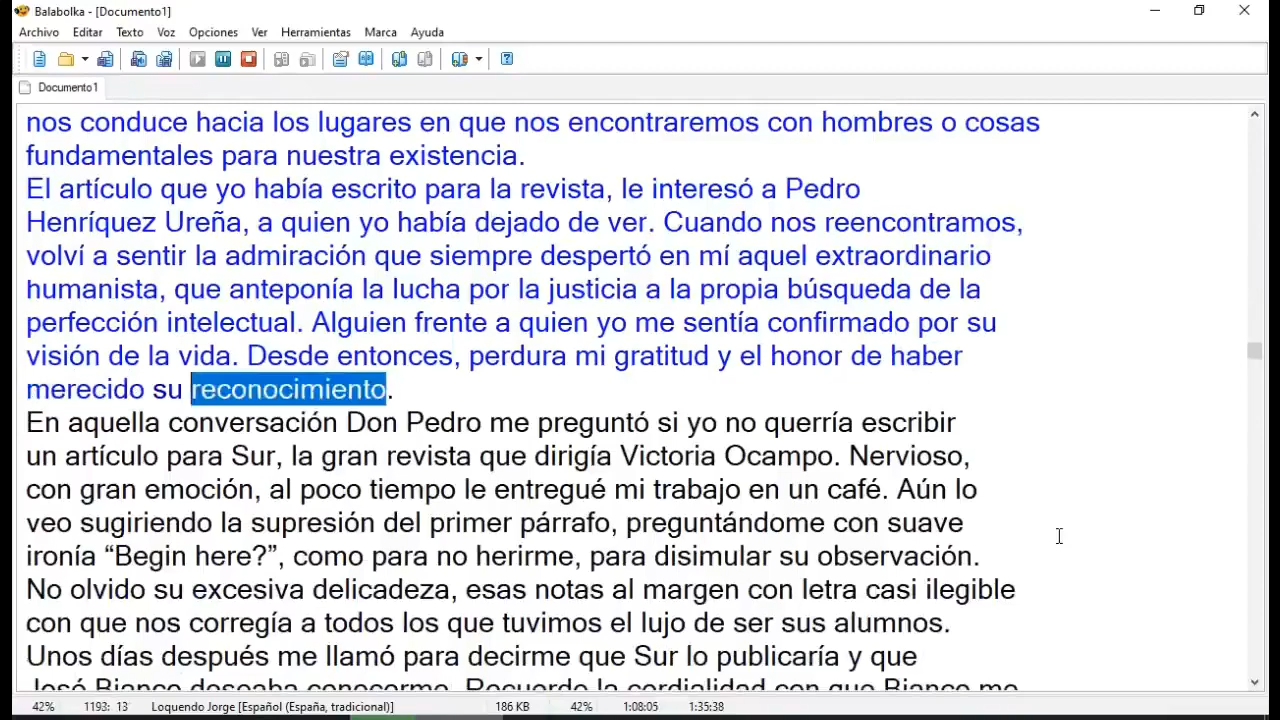 Balabolka - [Documento1]
Archivo Editar Texto Voz Opciones Ver Herramientas Marca Ayuda
Documento1
nos conduce hacia los lugares en que nos encontraremos con hombres o cosas
fundamentales para nuestra existencia.
El artículo que yo había escrito para la revista, le interesó a Pedro
Henríquez Ureña, a quien yo había dejado de ver. Cuando nos reencontramos,
volví a sentir la admiración que siempre despertó en mí aquel extraordinario
humanista, que anteponía la lucha por la justicia a la propia búsqueda de la
perfección intelectual. Alguien frente a quien yo me sentía confirmado por su
visión de la vida. Desde entonces, perdura mi gratitud y el honor de haber
merecido su reconocimiento.
En aquella conversación Don Pedro me preguntó si yo no querría escribir
un artículo para Sur, la gran revista que dirigía Victoria Ocampo. Nervioso,
con gran emoción, al poco tiempo le entregué mi trabajo en un café. Aún lo
veo sugiriendo la supresión del primer párrafo, preguntándome con suave
ironía “Begin here?”, como para no herirme, para disimular su observación.
No olvido su excesiva delicadeza, esas notas al margen con letra casi ilegible
con que nos corregía a todos los que tuvimos el lujo de ser sus alumnos.
Unos días después me llamó para decirme que Sur lo publicaría y que
José Bianco deseaba conocerme. Recuerdo la cordialidad con que Bianco me
42% 1193: 13 Loquendo Jorge [Español (España, tradicional)] 186 KB 42% 1:08:05 1:35:38